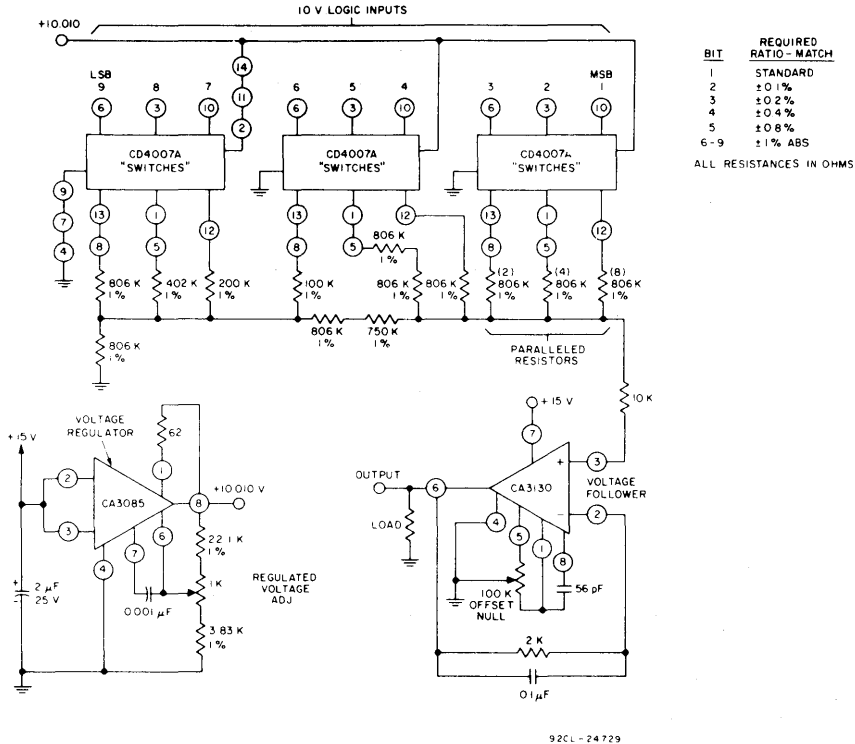 10 V LOGIC INPUTS
+10.010
LSB
9 8 7
6 5 4
MSB
3 2 1
14
11
2
6 3 10
6 3 10
6 3 10
CD4007A
"SWITCHES"
CD4007A
"SWITCHES"
CD4007A
"SWITCHES"
9
7
4
13 1 12
8 5
13 1 12
8 5
13 1 12
8 5
806 K
1%
402 K
1%
200 K
1%
100 K
1%
806 K
1%
806 K
1%
806 K
1%
(2)
806 K
1%
(4)
806 K
1%
(8)
806 K
1%
806 K
1%
750 K
1%
806 K
1%
PARALLELED
RESISTORS
BIT
REQUIRED
RATIO-MATCH
1 STANDARD
2 ±0 1%
3 ±0 2%
4 ±0 4%
5 ±0 8%
6-9 ±1% ABS
ALL RESISTANCES IN OHMS
VOLTAGE
REGULATOR
+15 V
62
1
2
3
CA3085
8
+10 010 V
4
7
6
22 1 K
1%
1K
0 001 µF
3 83 K
1%
REGULATED
VOLTAGE
ADJ
+
2 µF
25 V
−
+15 V
7
10 K
OUTPUT
6
CA3130
+
3
−
2
VOLTAGE
FOLLOWER
LOAD
4
5
1
8
100 K
OFFSET
NULL
56 pF
2 K
0 1 µF
92CL-24729